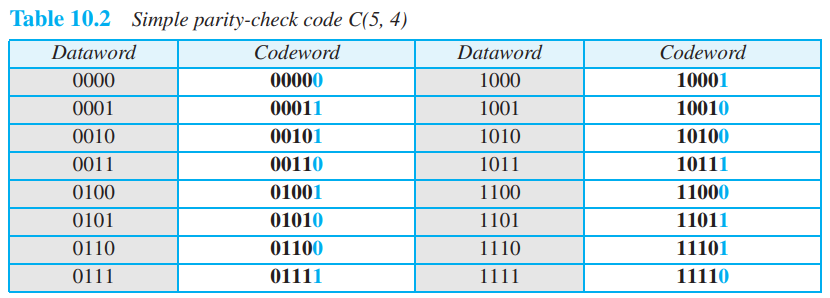 Table 10.2 Simple parity-check code C(5, 4)
Dataword Codeword Dataword Codeword
0000 00000 1000 10001
0001 00011 1001 10010
0010 00101 1010 10100
0011 00110 1011 10111
0100 01001 1100 11000
0101 01010 1101 11011
0110 01100 1110 11101
0111 01111 1111 11110